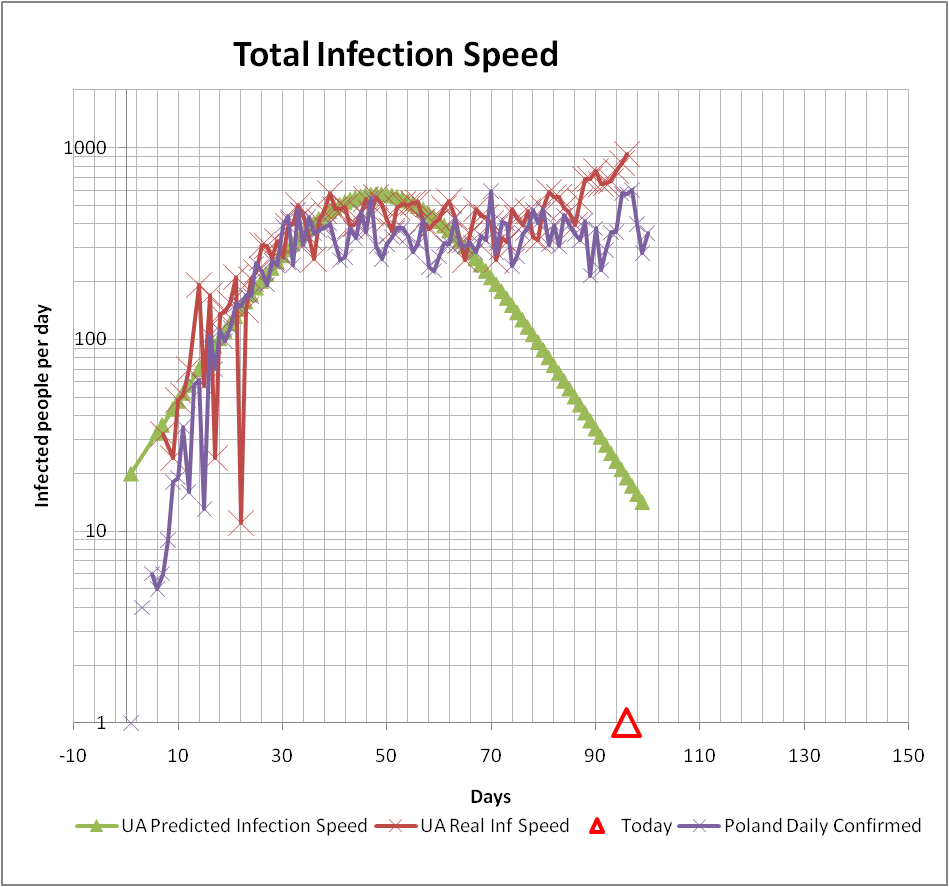 Total Infection Speed
1000
100
10
1
-10 10 30 50 70 90 110 130 150
Infected people per day
Days
UA Predicted Infection Speed UA Real Inf Speed Today Poland Daily Confirmed